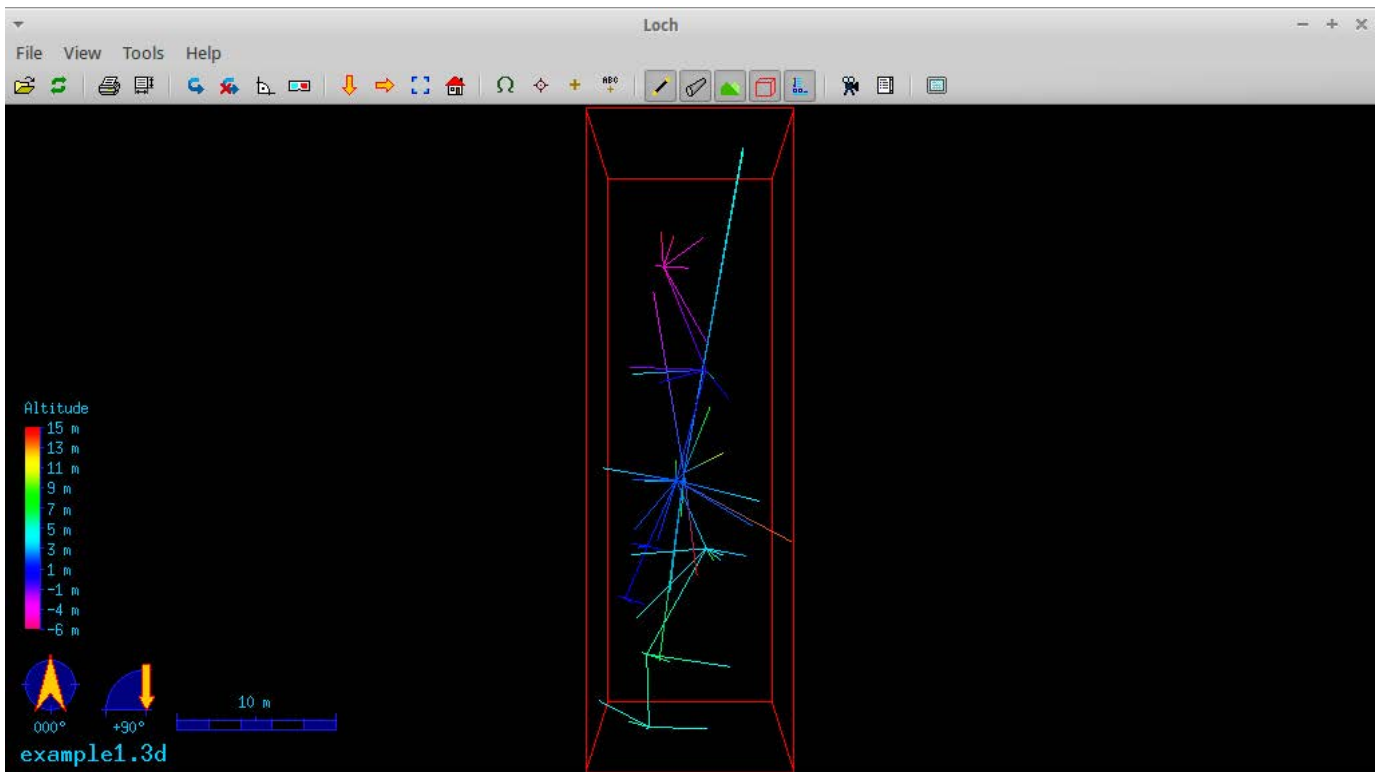 Loch
File View Tools Help
Ω ABC
Altitude
15 m
13 m
11 m
9 m
7 m
5 m
3 m
1 m
-1 m
-4 m
-6 m
10 m
000° +90°
example1.3d